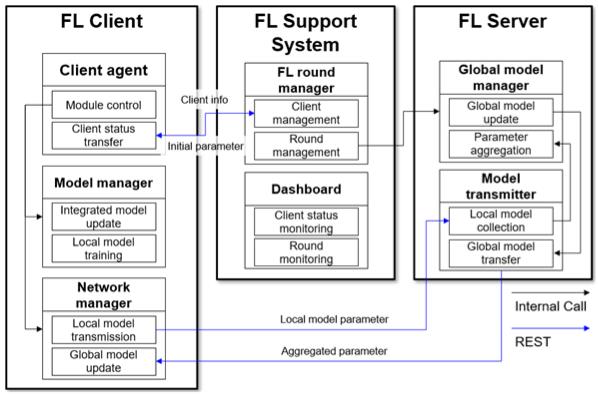 FL Client
Client agent
Module control
Client status
transfer
Model manager
Integrated model
update
Local model
training
Network
manager
Local model
transmission
Global model
update
Client info
Initial parameter
FL Support
System
FL round
manager
Client
management
Round
management
Dashboard
Client status
monitoring
Round
monitoring
Local model parameter
Aggregated parameter
FL Server
Global model
manager
Global model
update
Parameter
aggregation
Model
transmitter
Local model
collection
Global model
transfer
Internal Call
REST